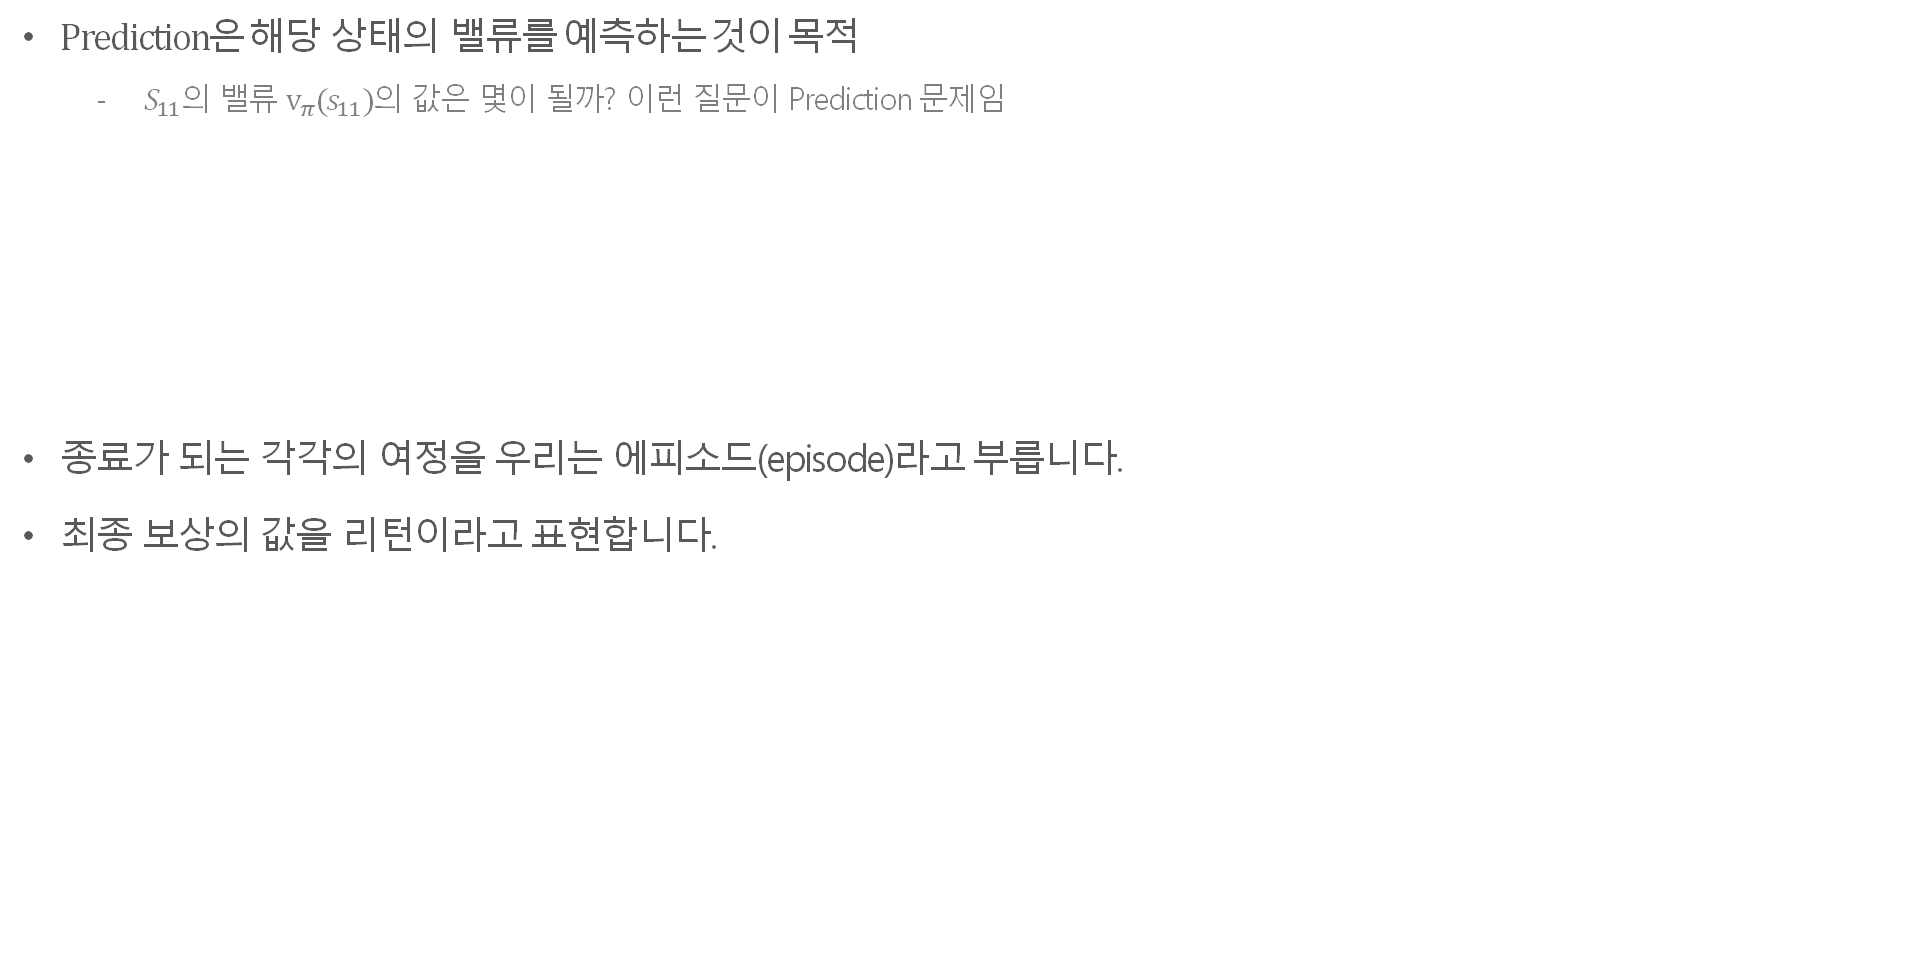 • Prediction은 해당 상태의 밸류를 예측하는 것이 목적
- S₁₁의 밸류 vπ(s₁₁)의 값은 몇이 될까? 이런 질문이 Prediction 문제임
• 종료가 되는 각각의 여정을 우리는 에피소드(episode)라고 부릅니다.
• 최종 보상의 값을 리턴이라고 표현합니다.